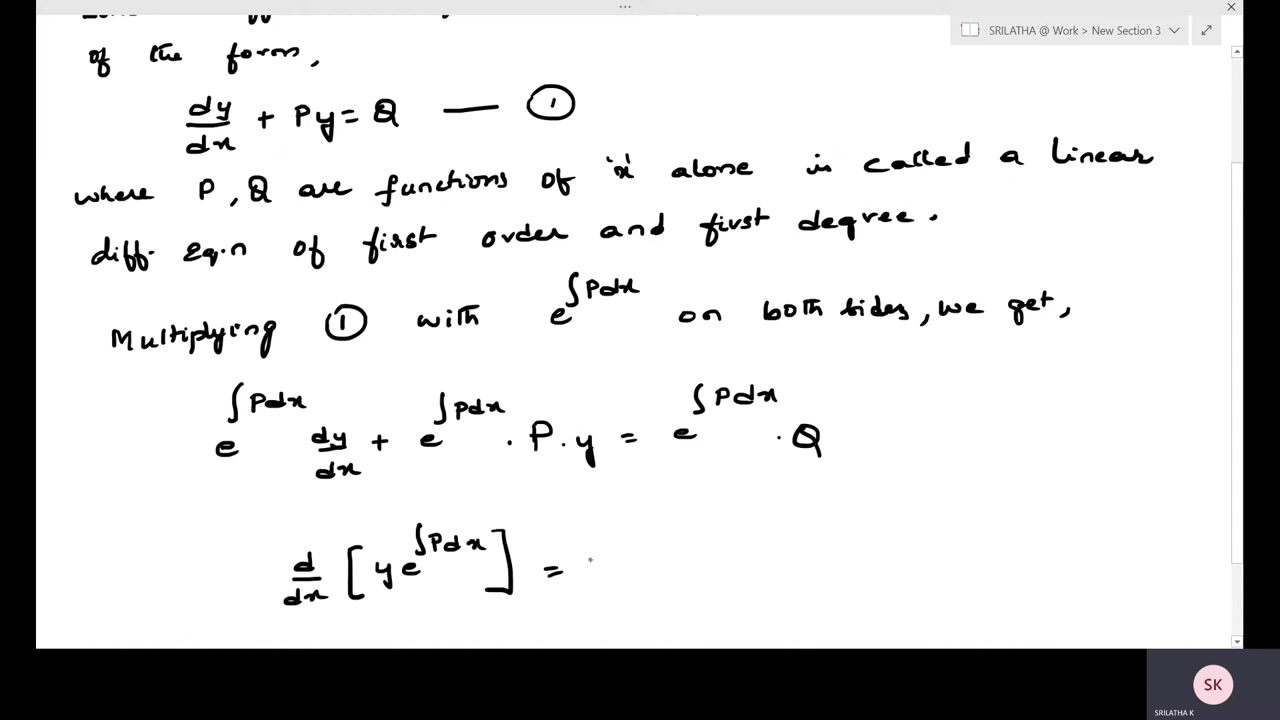 SRILATHA @ Work > New Section 3
of the form,
dy/dx + Py = Q —— ①
where P, Q are functions of 'x' alone is called a linear
diff. Eq.n of first order and first degree.
Multiplying ① with e^∫Pdx on both sides, we get,
e^∫Pdx dy/dx + e^∫Pdx . P . y = e^∫Pdx . Q
d/dx [y e^∫Pdx] =
SK
SRILATHA K